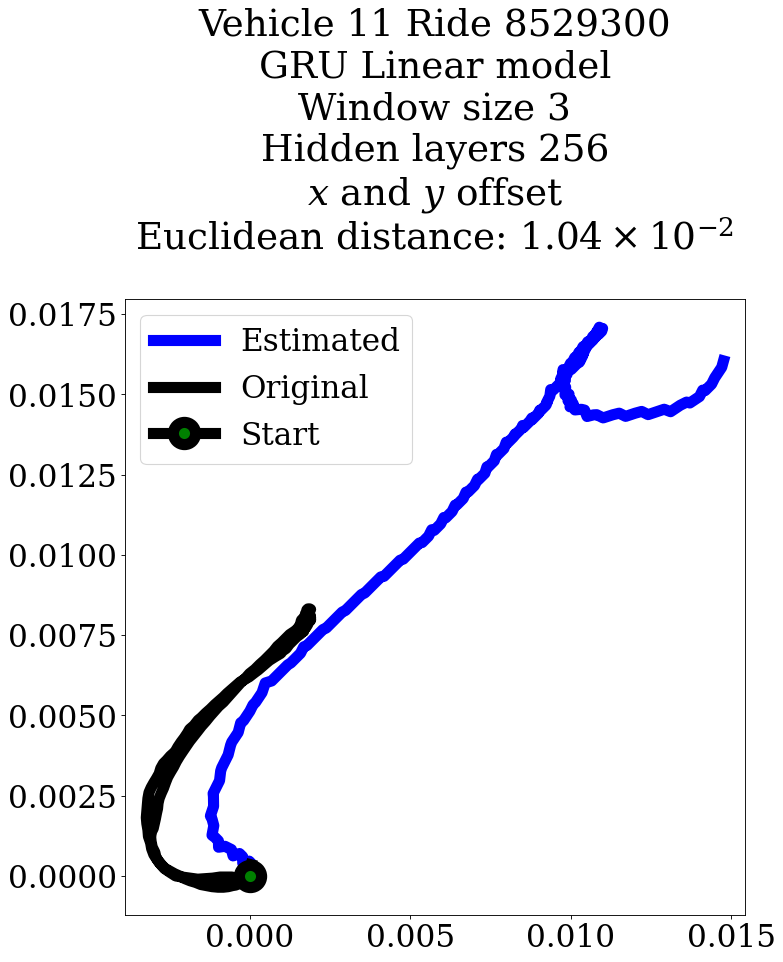 Vehicle 11 Ride 8529300
GRU Linear model
Window size 3
Hidden layers 256
x and y offset
Euclidean distance: 1.04 × 10⁻²
0.0175
0.0150
0.0125
0.0100
0.0075
0.0050
0.0025
0.0000
Estimated
Original
Start
0.000 0.005 0.010 0.015